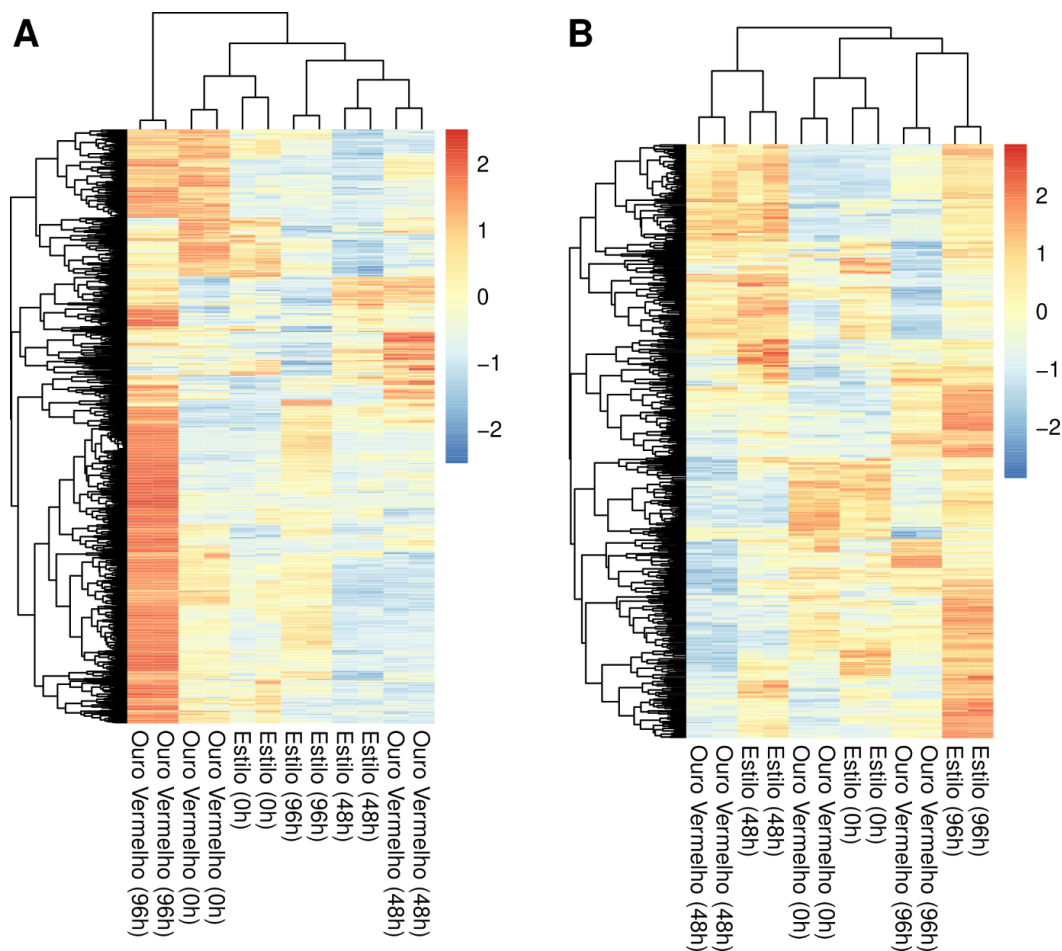 A
2
1
0
−1
−2
Ouro Vermelho (96h)
Ouro Vermelho (96h)
Ouro Vermelho (0h)
Ouro Vermelho (0h)
Estilo (0h)
Estilo (0h)
Estilo (96h)
Estilo (96h)
Estilo (48h)
Estilo (48h)
Ouro Vermelho (48h)
Ouro Vermelho (48h)
B
2
1
0
−1
−2
Ouro Vermelho (48h)
Ouro Vermelho (48h)
Estilo (48h)
Estilo (48h)
Ouro Vermelho (0h)
Ouro Vermelho (0h)
Estilo (0h)
Estilo (0h)
Ouro Vermelho (96h)
Ouro Vermelho (96h)
Estilo (96h)
Estilo (96h)